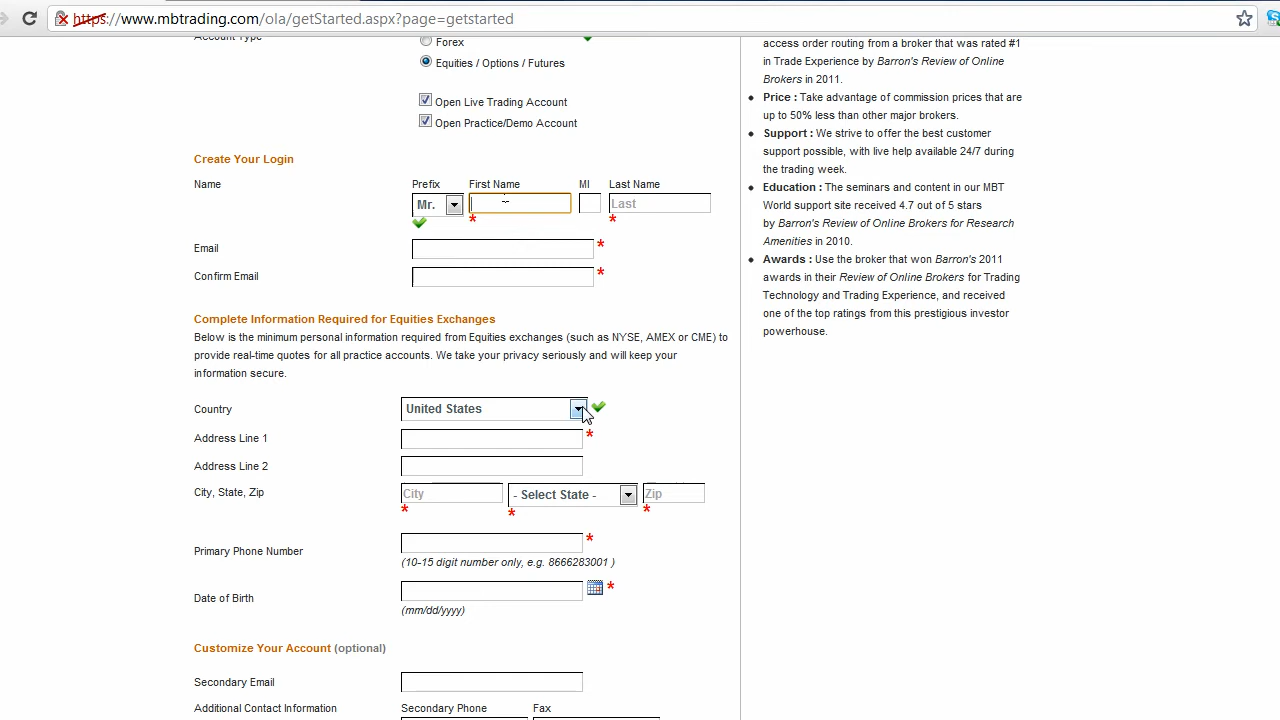 https://www.mbtrading.com/ola/getStarted.aspx?page=getstarted
Account Type
Forex
Equities / Options / Futures
Open Live Trading Account
Open Practice/Demo Account
Create Your Login
Name
Prefix
First Name
MI
Last Name
Mr.
Last
*
*
Email
*
Confirm Email
*
Complete Information Required for Equities Exchanges
Below is the minimum personal information required from Equities exchanges (such as NYSE, AMEX or CME) to
provide real-time quotes for all practice accounts. We take your privacy seriously and will keep your
information secure.
Country
United States
Address Line 1
*
Address Line 2
City, State, Zip
City
- Select State -
Zip
*
*
*
Primary Phone Number
*
(10-15 digit number only, e.g. 8666283001 )
Date of Birth
*
(mm/dd/yyyy)
Customize Your Account (optional)
Secondary Email
Additional Contact Information
Secondary Phone
Fax
access order routing from a broker that was rated #1
in Trade Experience by Barron's Review of Online
Brokers in 2011.
• Price : Take advantage of commission prices that are
up to 50% less than other major brokers.
• Support : We strive to offer the best customer
support possible, with live help available 24/7 during
the trading week.
• Education : The seminars and content in our MBT
World support site received 4.7 out of 5 stars
by Barron's Review of Online Brokers for Research
Amenities in 2010.
• Awards : Use the broker that won Barron's 2011
awards in their Review of Online Brokers for Trading
Technology and Trading Experience, and received
one of the top ratings from this prestigious investor
powerhouse.